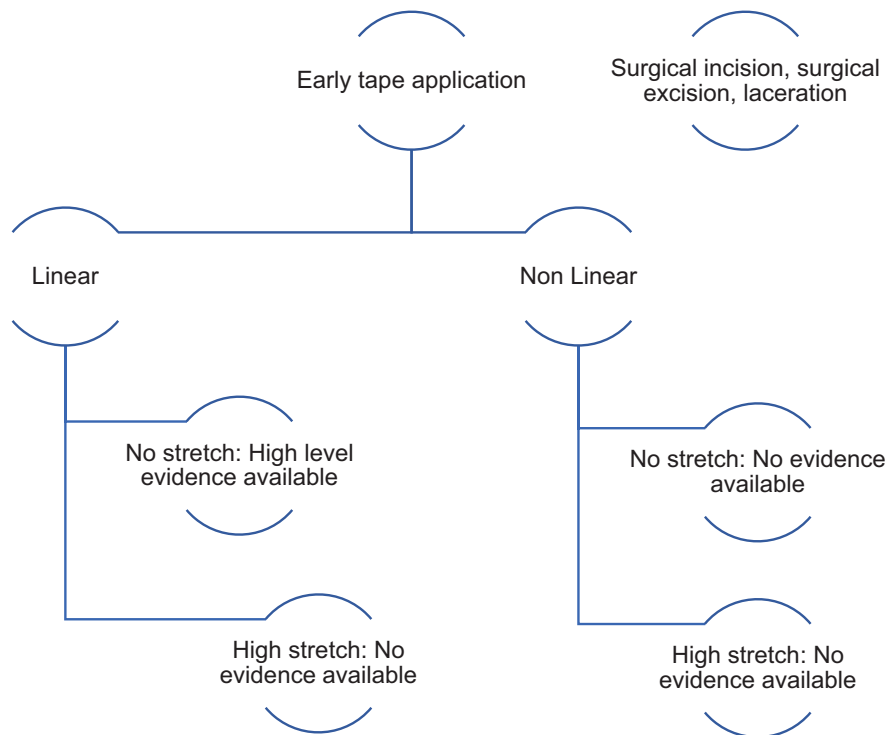 Early tape application
Surgical incision, surgical
excision, laceration
Linear
Non Linear
No stretch: High level
evidence available
No stretch: No evidence
available
High stretch: No
evidence available
High stretch: No
evidence available